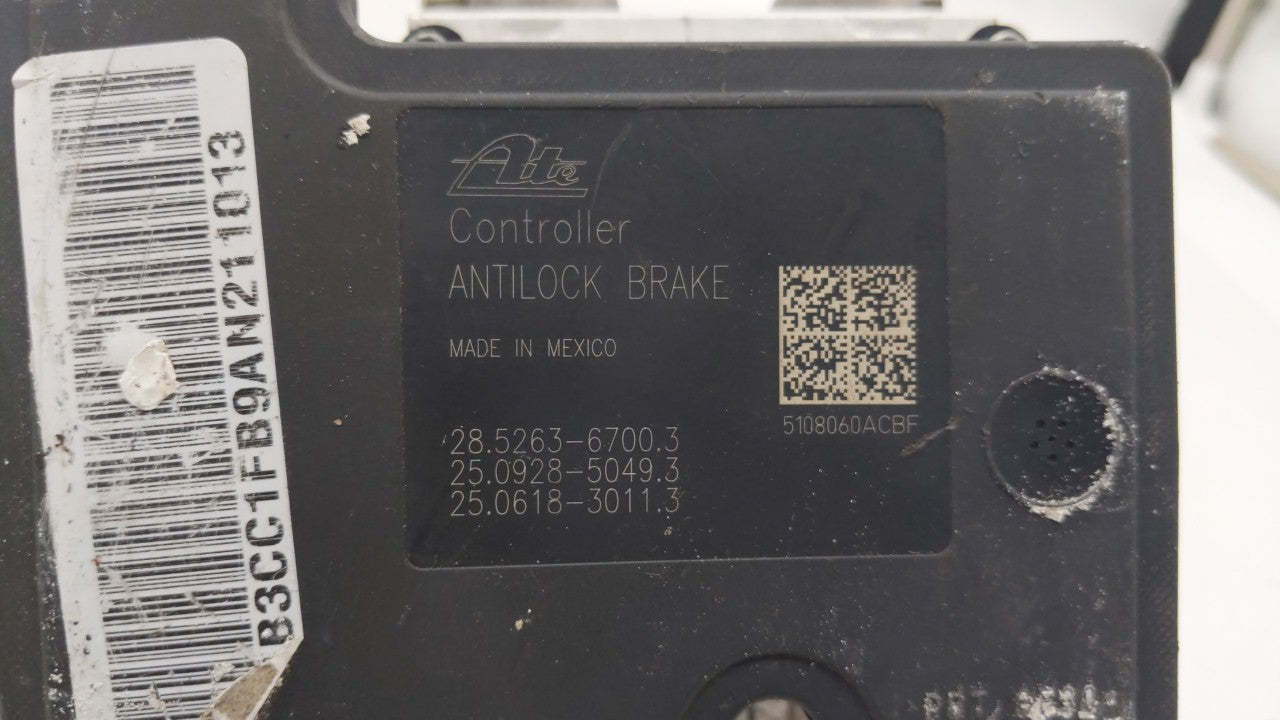 B3CC1FB9AN211013
Ate
Controller
ANTILOCK BRAKE
MADE IN MEXICO
5108060ACBF
28.5263-6700.3
25.0928-5049.3
25.0618-3011.3